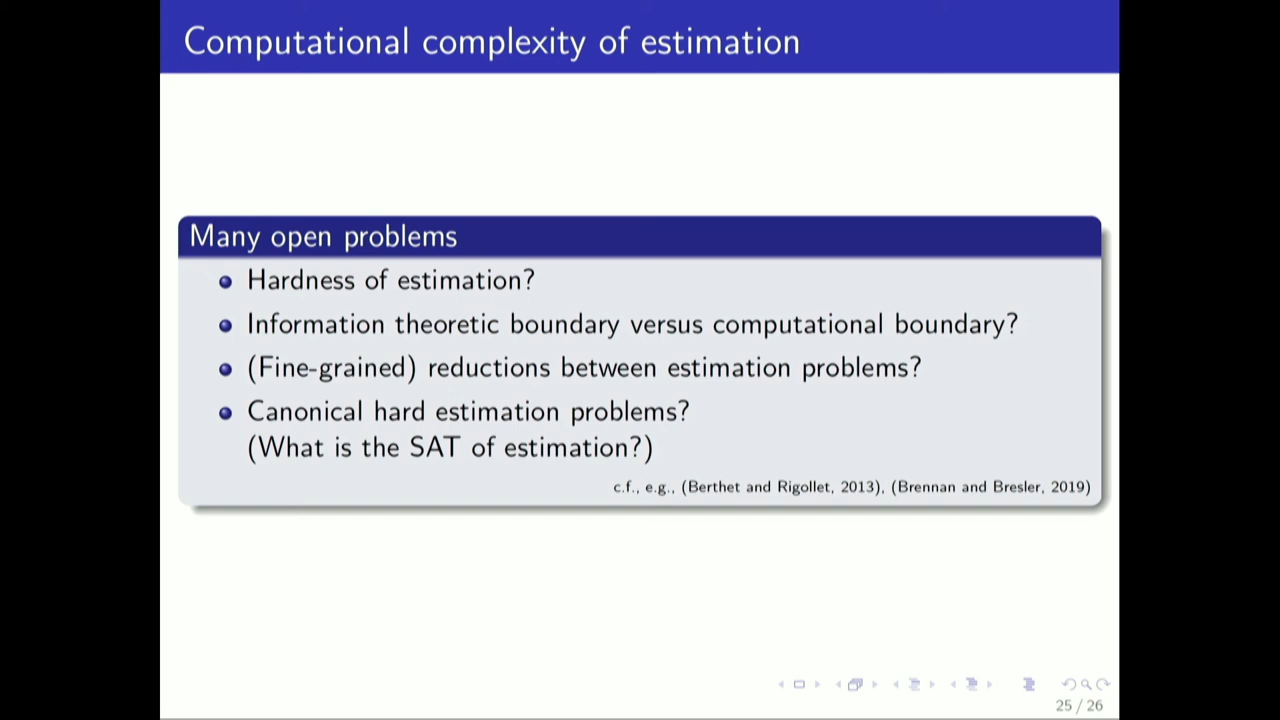 Computational complexity of estimation
Many open problems
Hardness of estimation?
Information theoretic boundary versus computational boundary?
(Fine-grained) reductions between estimation problems?
Canonical hard estimation problems?
(What is the SAT of estimation?)
c.f., e.g., (Berthet and Rigollet, 2013), (Brennan and Bresler, 2019)
25 / 26